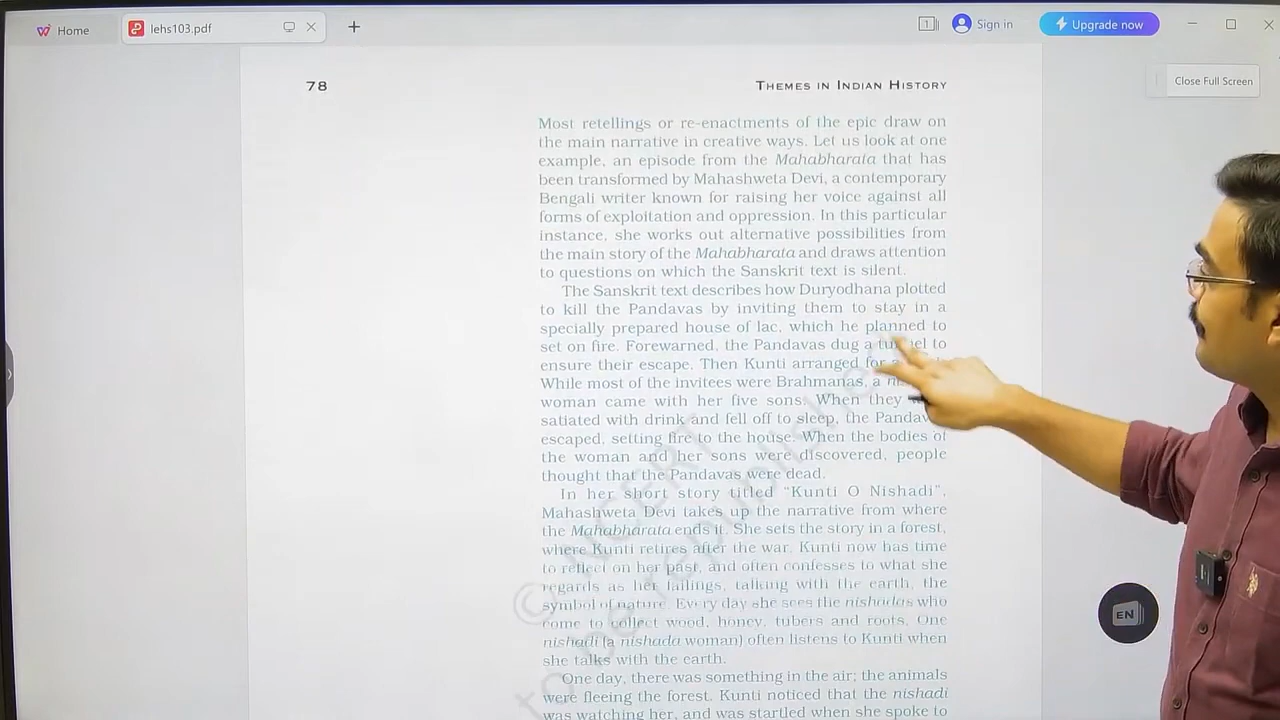 Home
lehs103.pdf
1
Sign in
Upgrade now
Close Full Screen
78
THEMES IN INDIAN HISTORY
Most retellings or re-enactments of the epic draw on
the main narrative in creative ways. Let us look at one
example, an episode from the Mahabharata that has
been transformed by Mahashweta Devi, a contemporary
Bengali writer known for raising her voice against all
forms of exploitation and oppression. In this particular
instance, she works out alternative possibilities from
the main story of the Mahabharata and draws attention
to questions on which the Sanskrit text is silent.
The Sanskrit text describes how Duryodhana plotted
to kill the Pandavas by inviting them to stay in a
specially prepared house of lac, which he planned to
set on fire. Forewarned, the Pandavas dug a tunnel to
ensure their escape. Then Kunti arranged for
While most of the invitees were Brahmanas, a
woman came with her five sons. When they
satiated with drink and fell off to sleep, the Pandav
escaped, setting fire to the house. When the bodies of
the woman and her sons were discovered, people
thought that the Pandavas were dead.
In her short story titled “Kunti O Nishadi”,
Mahashweta Devi takes up the narrative from where
the Mahabharata ends it. She sets the story in a forest,
where Kunti retires after the war. Kunti now has time
to reflect on her past, and often confesses to what she
regards as her failings, talking with the earth, the
symbol of nature. Every day she sees the nishadas who
come to collect wood, honey, tubers and roots. One
nishadi (a nishada woman) often listens to Kunti when
she talks with the earth.
One day, there was something in the air; the animals
were fleeing the forest. Kunti noticed that the nishadi
was watching her, and was startled when she spoke to
© NCERT
to be republished
EN